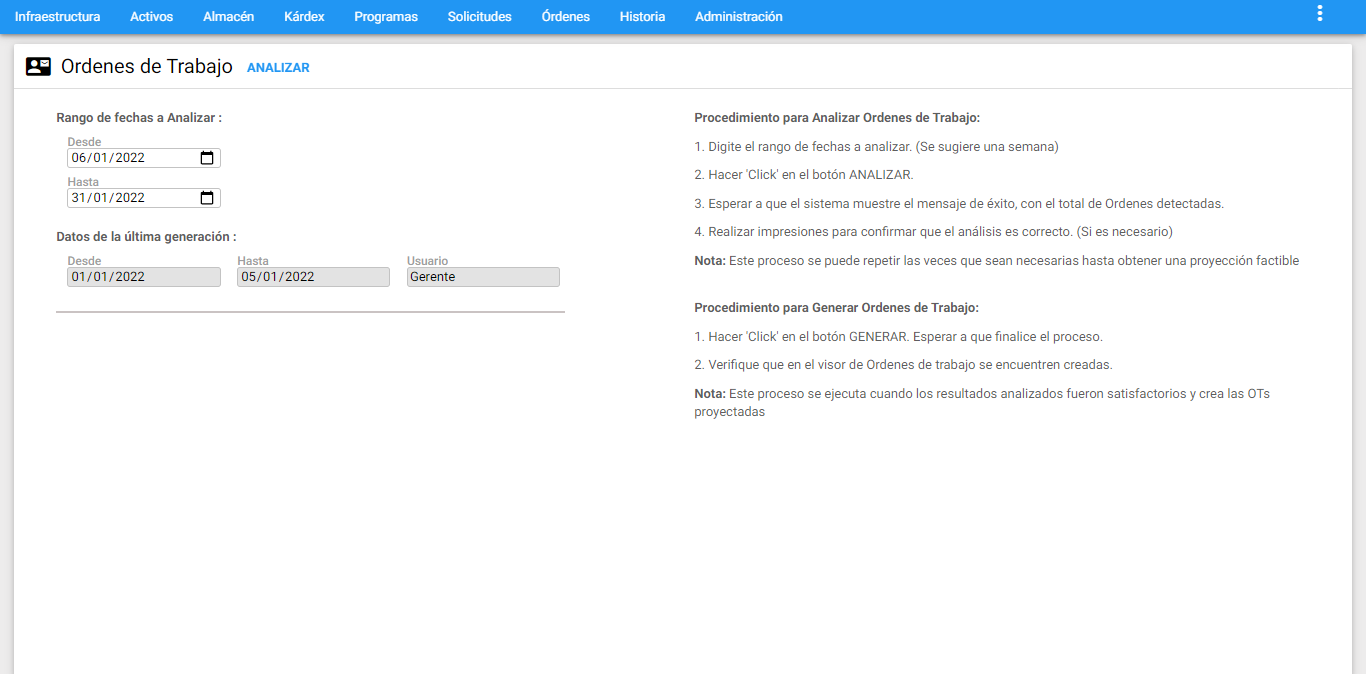 Infraestructura Activos Almacén Kárdex Programas Solicitudes Órdenes Historia Administración
Ordenes de Trabajo ANALIZAR
Rango de fechas a Analizar :
Desde
06/01/2022
Hasta
31/01/2022
Datos de la última generación :
Desde Hasta Usuario
01/01/2022 05/01/2022 Gerente
Procedimiento para Analizar Ordenes de Trabajo:
1. Digite el rango de fechas a analizar. (Se sugiere una semana)
2. Hacer 'Click' en el botón ANALIZAR.
3. Esperar a que el sistema muestre el mensaje de éxito, con el total de Ordenes detectadas.
4. Realizar impresiones para confirmar que el análisis es correcto. (Si es necesario)
Nota: Este proceso se puede repetir las veces que sean necesarias hasta obtener una proyección factible
Procedimiento para Generar Ordenes de Trabajo:
1. Hacer 'Click' en el botón GENERAR. Esperar a que finalice el proceso.
2. Verifique que en el visor de Ordenes de trabajo se encuentren creadas.
Nota: Este proceso se ejecuta cuando los resultados analizados fueron satisfactorios y crea las OTs
proyectadas